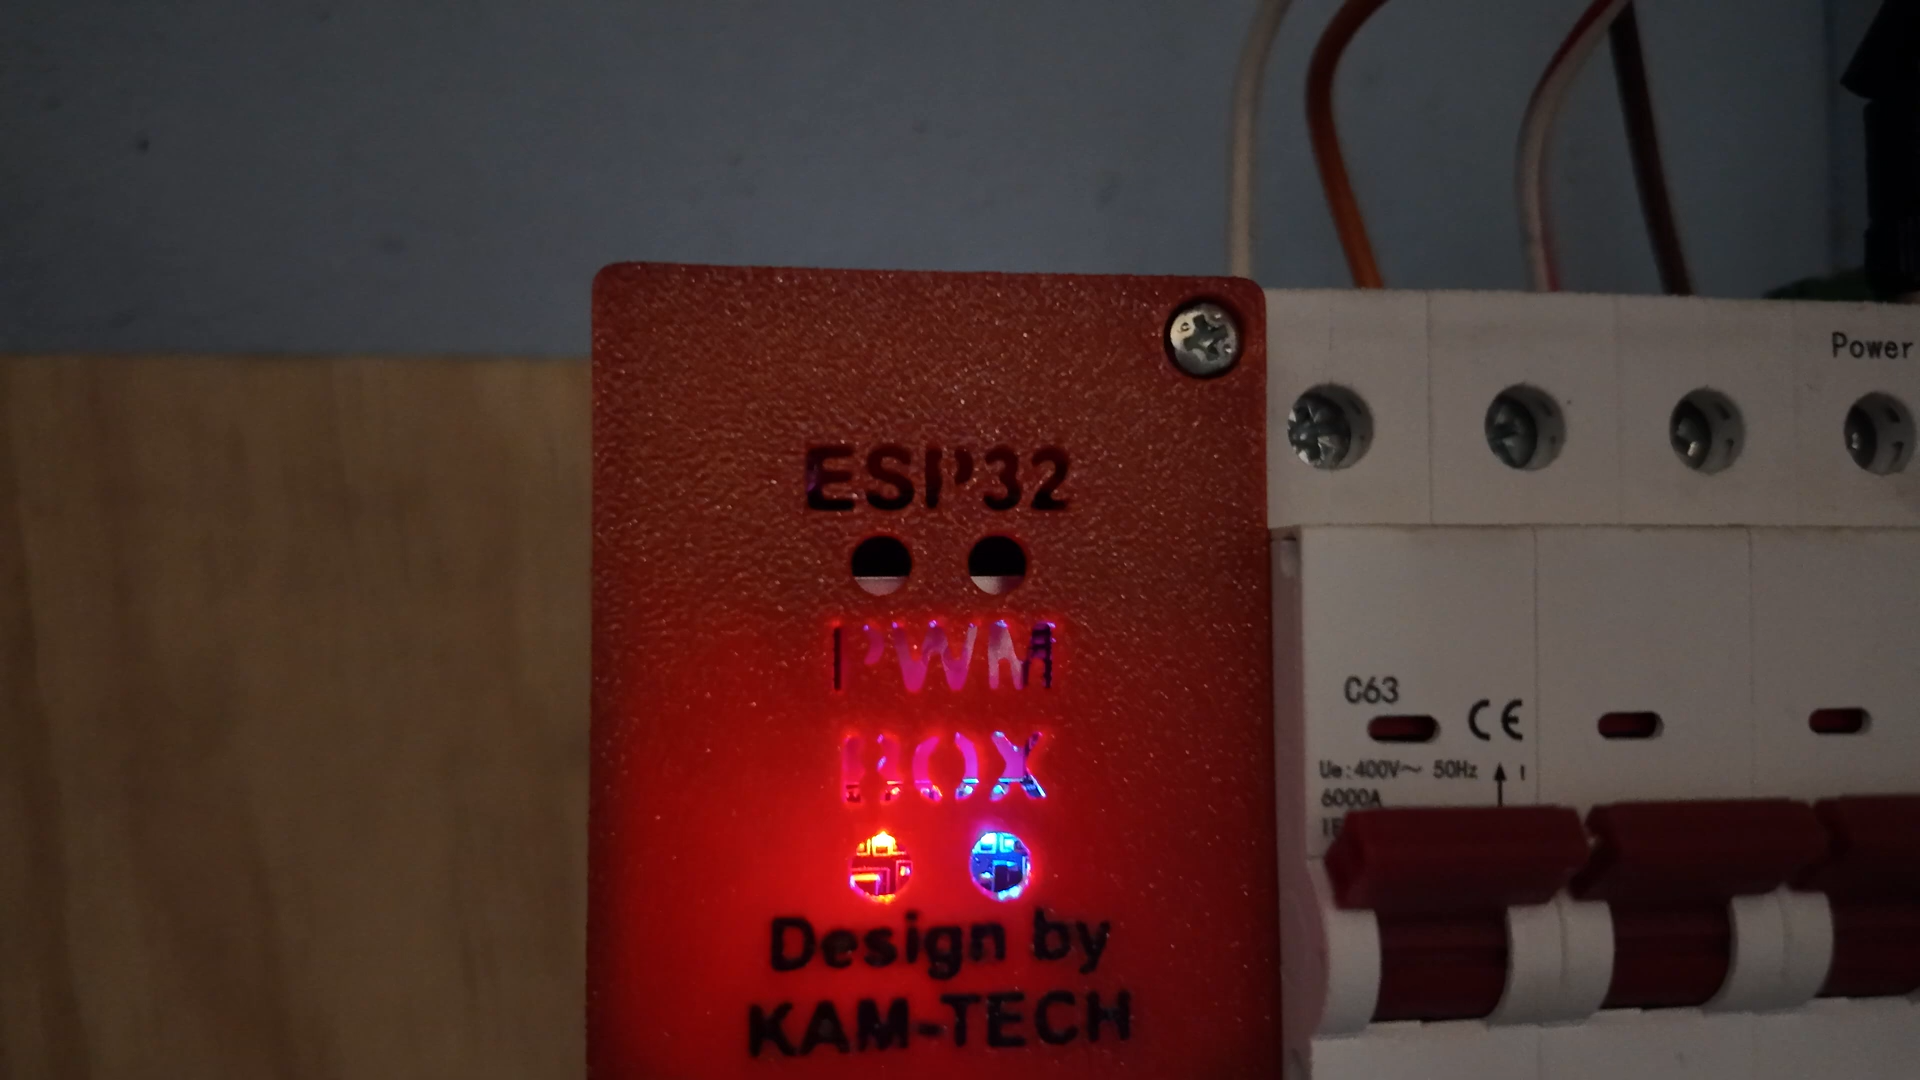 ESP32
PWM
BOX
Design by
KAM-TECH
Power
C63
CE
Ue:400V~ 50Hz
6000A